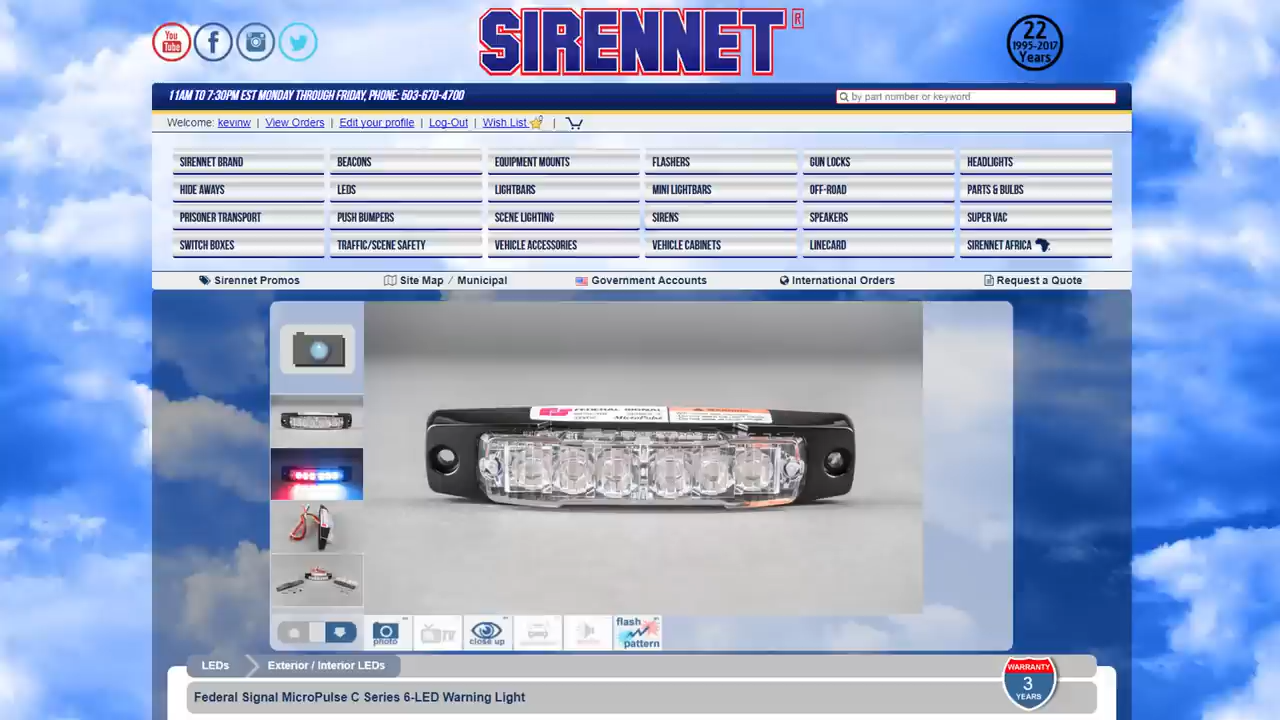 You
Tube
SIRENNET®
22
1995-2017
Years
11AM TO 7:30PM EST MONDAY THROUGH FRIDAY, PHONE: 503-670-4700
by part number or keyword
Welcome: kevinw | View Orders | Edit your profile | Log-Out | Wish List |
SIRENNET BRAND BEACONS EQUIPMENT MOUNTS FLASHERS GUN LOCKS HEADLIGHTS
HIDE AWAYS LEDS LIGHTBARS MINI LIGHTBARS OFF-ROAD PARTS & BULBS
PRISONER TRANSPORT PUSH BUMPERS SCENE LIGHTING SIRENS SPEAKERS SUPER VAC
SWITCH BOXES TRAFFIC/SCENE SAFETY VEHICLE ACCESSORIES VEHICLE CABINETS LINECARD SIRENNET AFRICA
Sirennet Promos Site Map / Municipal Government Accounts International Orders Request a Quote
FEDERAL SIGNAL
MicroPulse
photo TV close up flash
pattern
LEDs Exterior / Interior LEDs
WARRANTY
3
YEARS
Federal Signal MicroPulse C Series 6-LED Warning Light